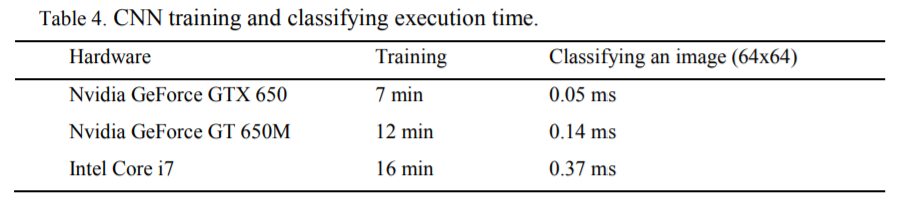 Table 4. CNN training and classifying execution time.
Hardware Training Classifying an image (64x64)
Nvidia GeForce GTX 650 7 min 0.05 ms
Nvidia GeForce GT 650M 12 min 0.14 ms
Intel Core i7 16 min 0.37 ms